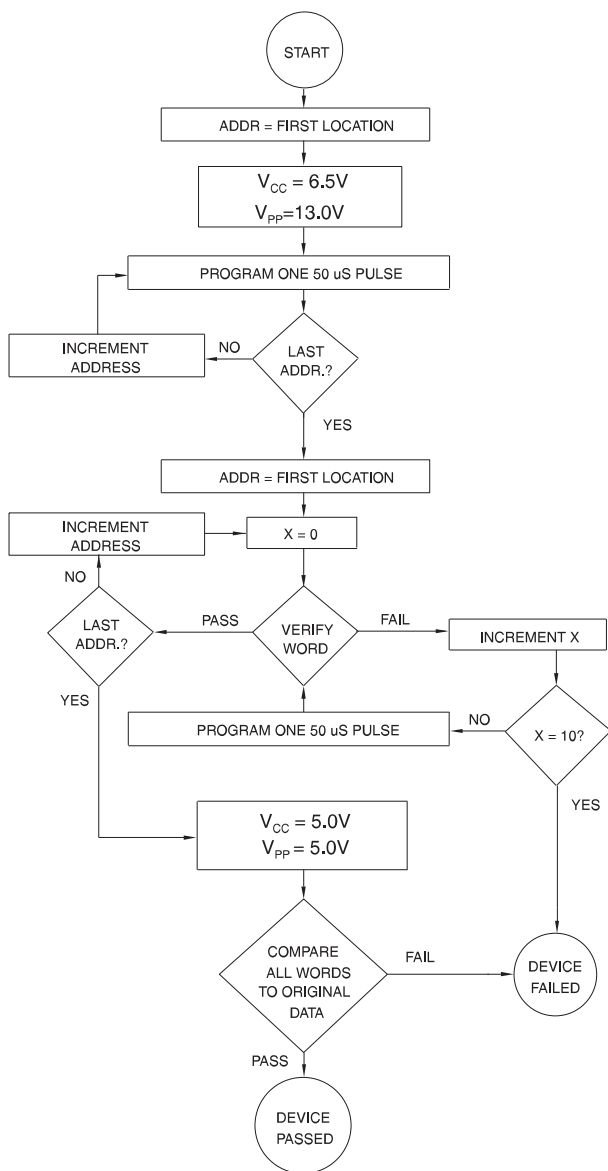 START
ADDR = FIRST LOCATION
VCC = 6.5V
VPP=13.0V
PROGRAM ONE 50 uS PULSE
INCREMENT
ADDRESS
NO
LAST
ADDR.?
YES
ADDR = FIRST LOCATION
INCREMENT
ADDRESS
X = 0
NO
LAST
ADDR.?
PASS
VERIFY
WORD
FAIL
INCREMENT X
YES
PROGRAM ONE 50 uS PULSE
NO
X = 10?
YES
VCC = 5.0V
VPP = 5.0V
COMPARE
ALL WORDS
TO ORIGINAL
DATA
FAIL
DEVICE
FAILED
PASS
DEVICE
PASSED